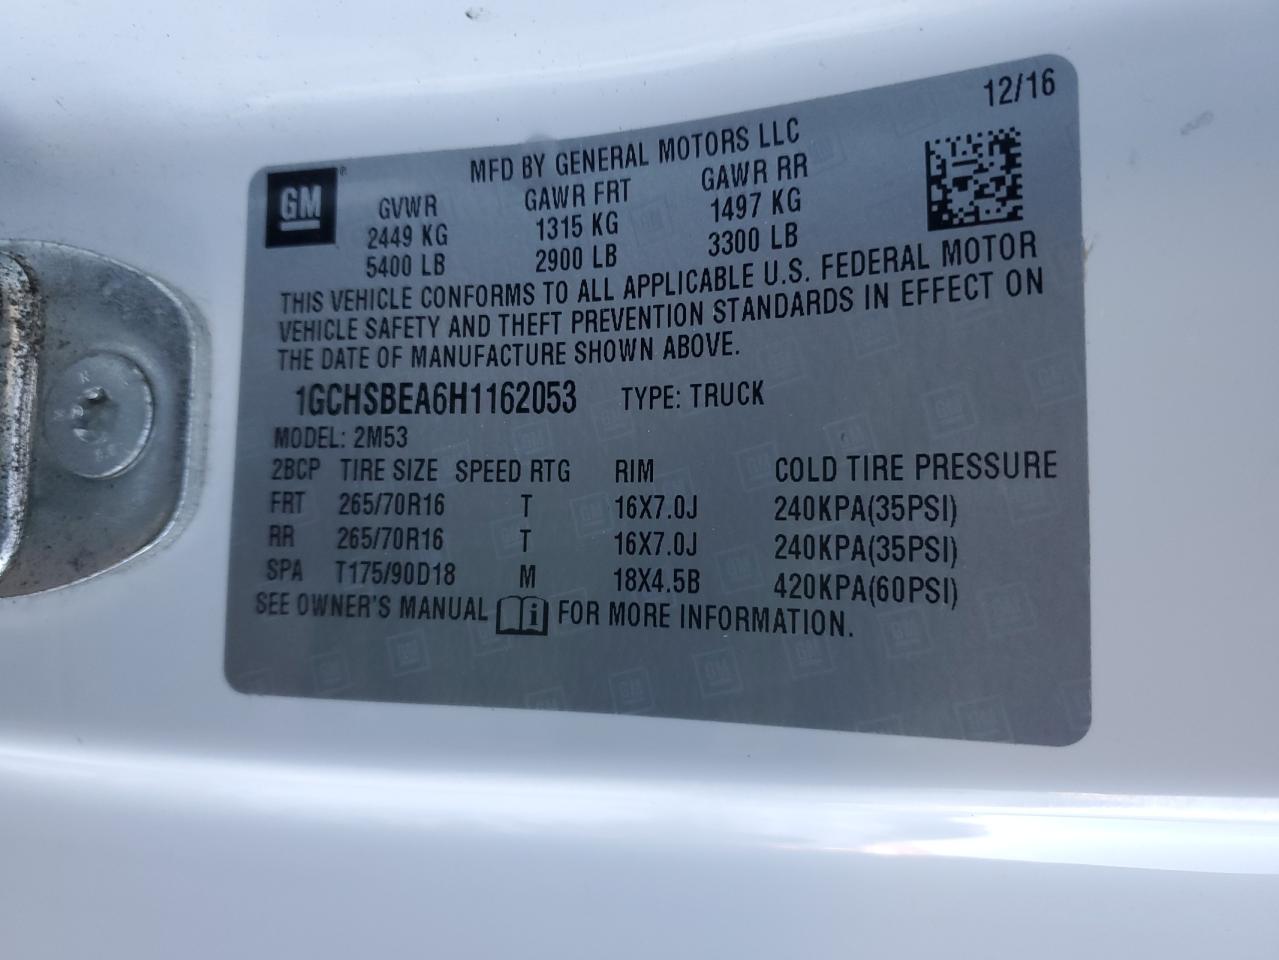 12/16
MFD BY GENERAL MOTORS LLC
GM®
GVWR GAWR FRT GAWR RR
2449 KG 1315 KG 1497 KG
5400 LB 2900 LB 3300 LB
THIS VEHICLE CONFORMS TO ALL APPLICABLE U.S. FEDERAL MOTOR
VEHICLE SAFETY AND THEFT PREVENTION STANDARDS IN EFFECT ON
THE DATE OF MANUFACTURE SHOWN ABOVE.
1GCHSBEA6H1162053 TYPE: TRUCK
MODEL: 2M53
2BCP TIRE SIZE SPEED RTG RIM COLD TIRE PRESSURE
FRT 265/70R16 T 16X7.0J 240KPA(35PSI)
RR 265/70R16 T 16X7.0J 240KPA(35PSI)
SPA T175/90D18 M 18X4.5B 420KPA(60PSI)
SEE OWNER'S MANUAL i FOR MORE INFORMATION.